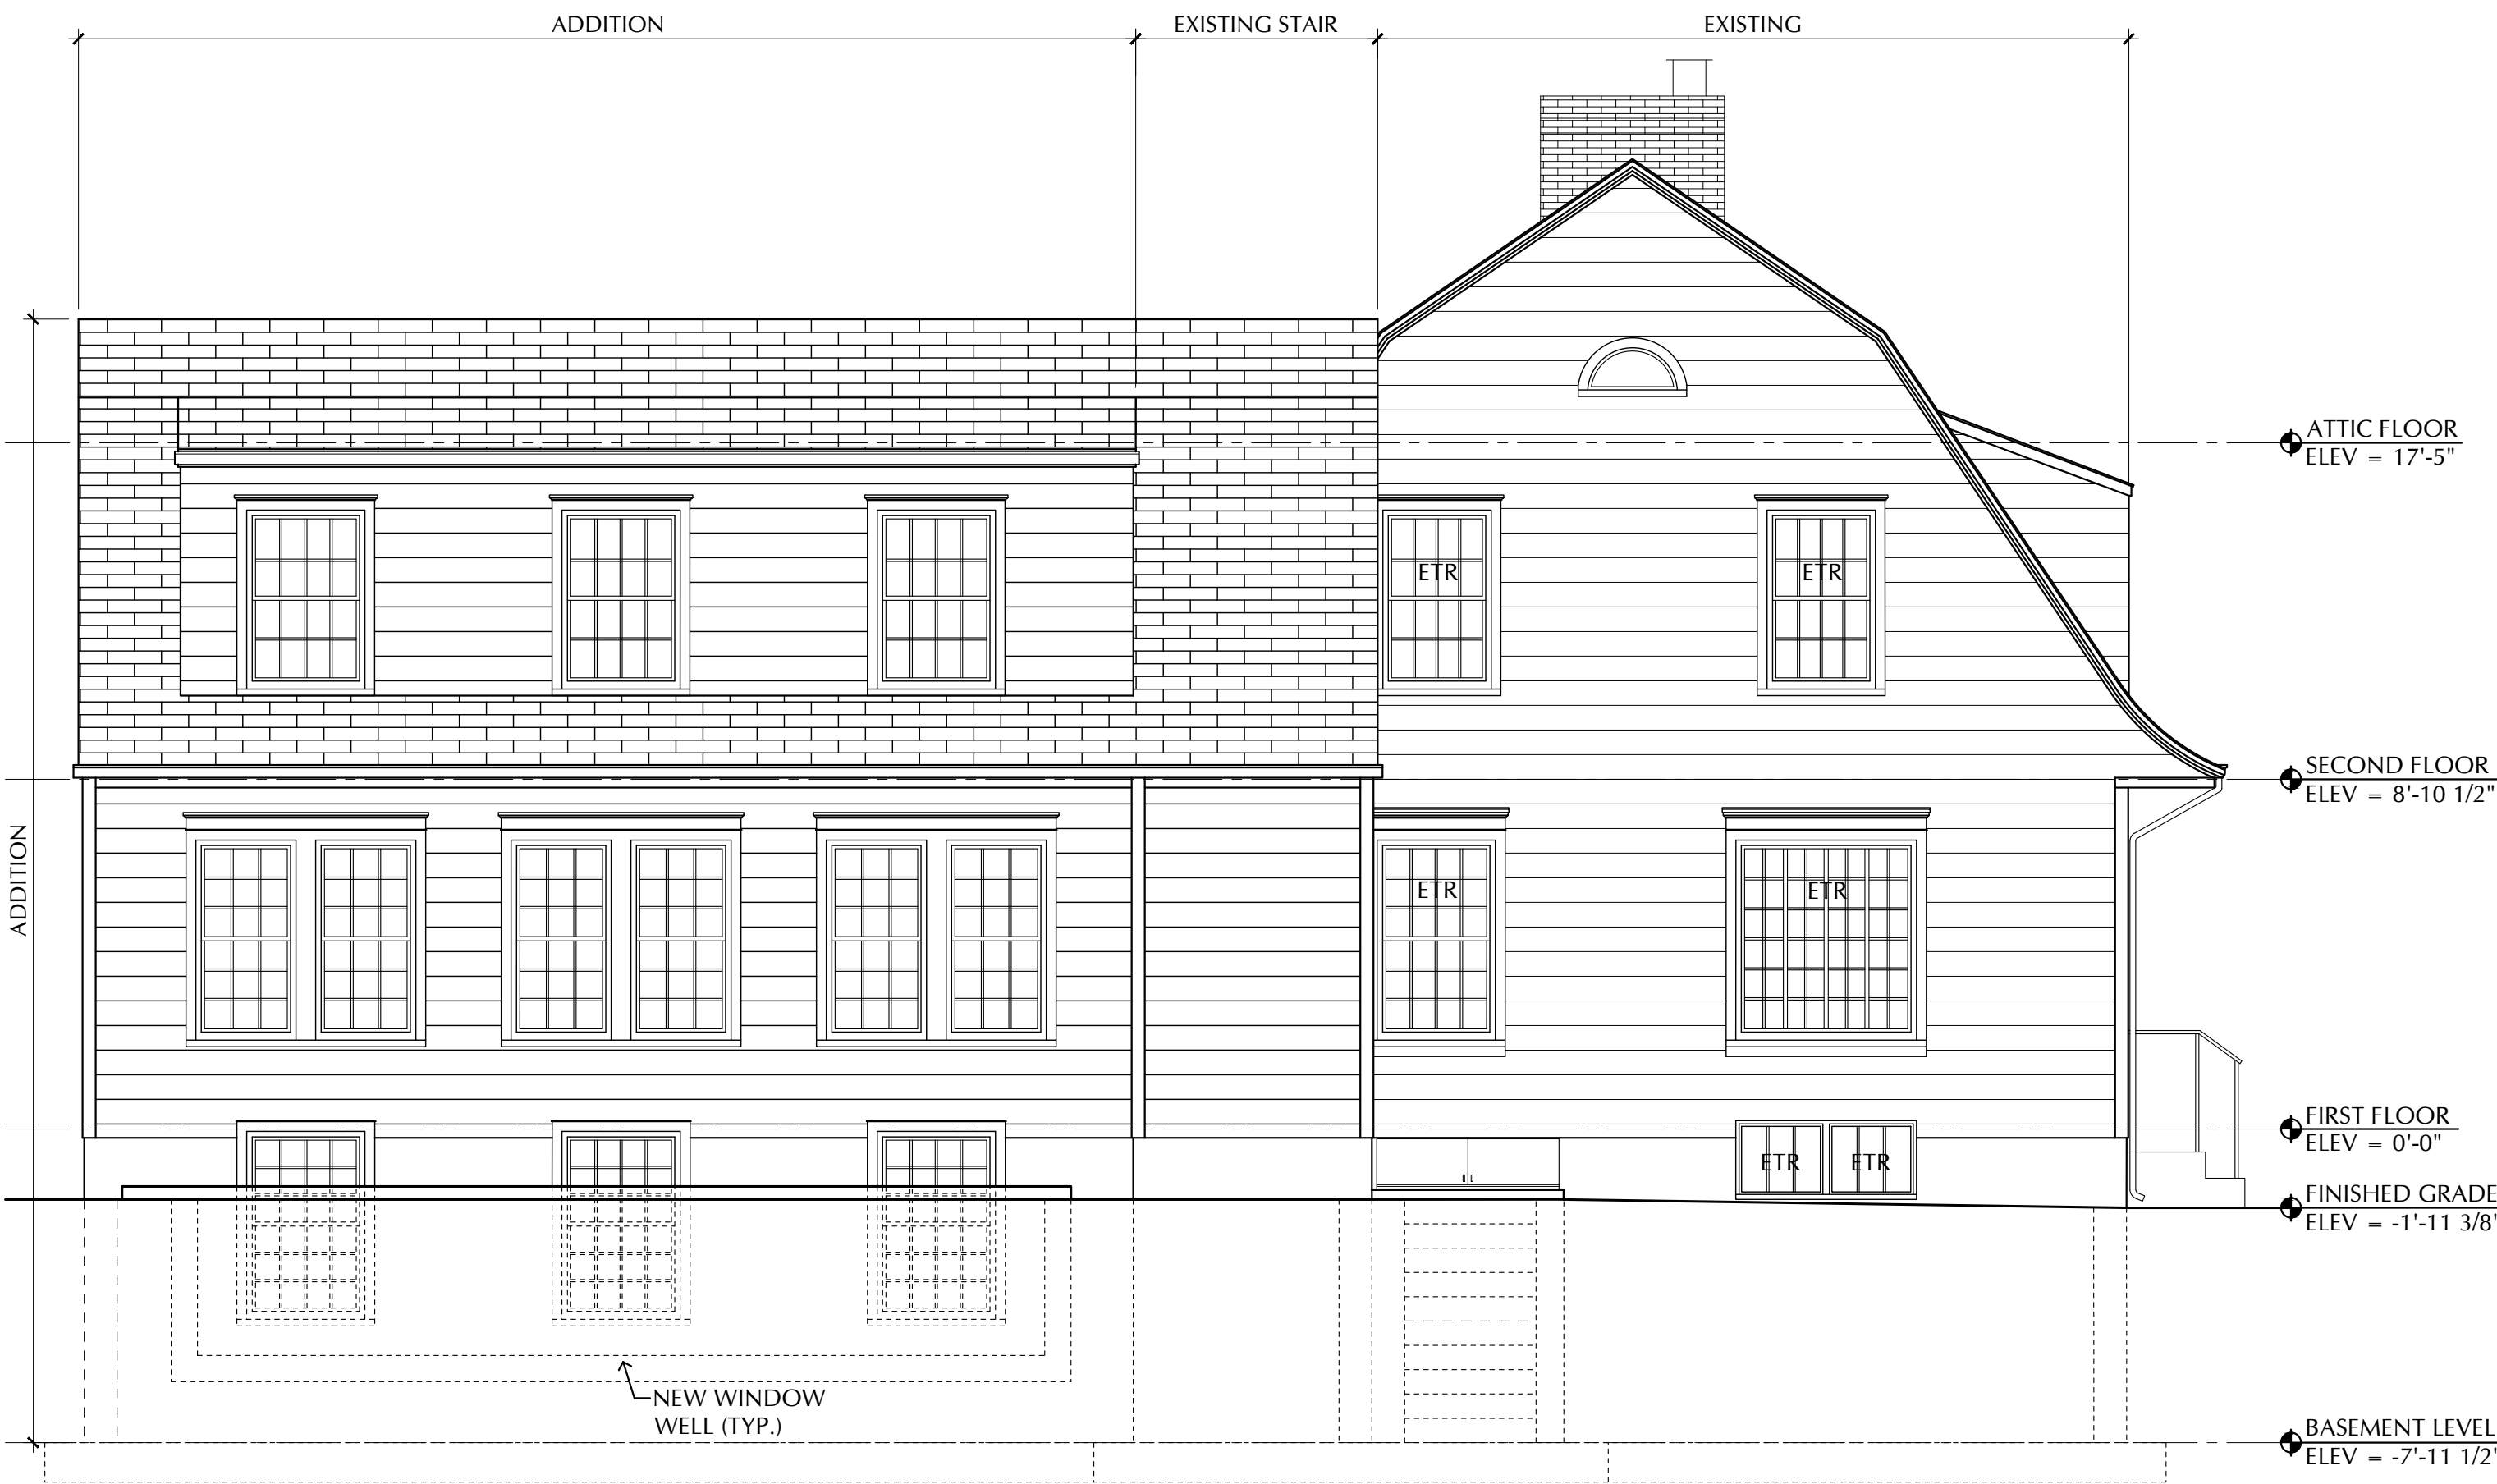 ADDITION
EXISTING STAIR
EXISTING
ATTIC FLOOR
ELEV = 17'-5"
ETR
ETR
SECOND FLOOR
ELEV = 8'-10 1/2"
ADDITION
ETR
ETR
FIRST FLOOR
ELEV = 0'-0"
ETR
ETR
FINISHED GRADE
ELEV = -1'-11 3/8"
NEW WINDOW
WELL (TYP.)
BASEMENT LEVEL
ELEV = -7'-11 1/2"